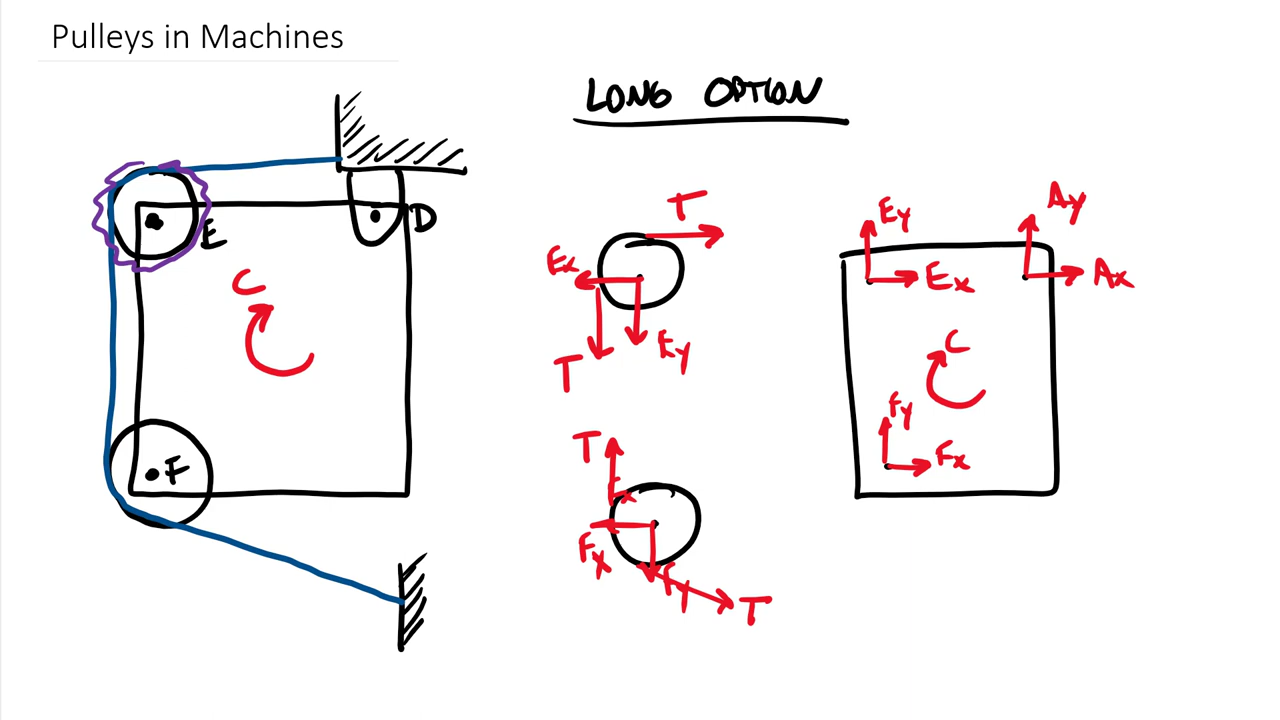 Pulleys in Machines
LONG OPTION
E
D
C
F
T
Ex
Ey
T
T
Fx
Fx
Fy
T
Ey
Ex
Ay
Ax
C
Fy
Fx